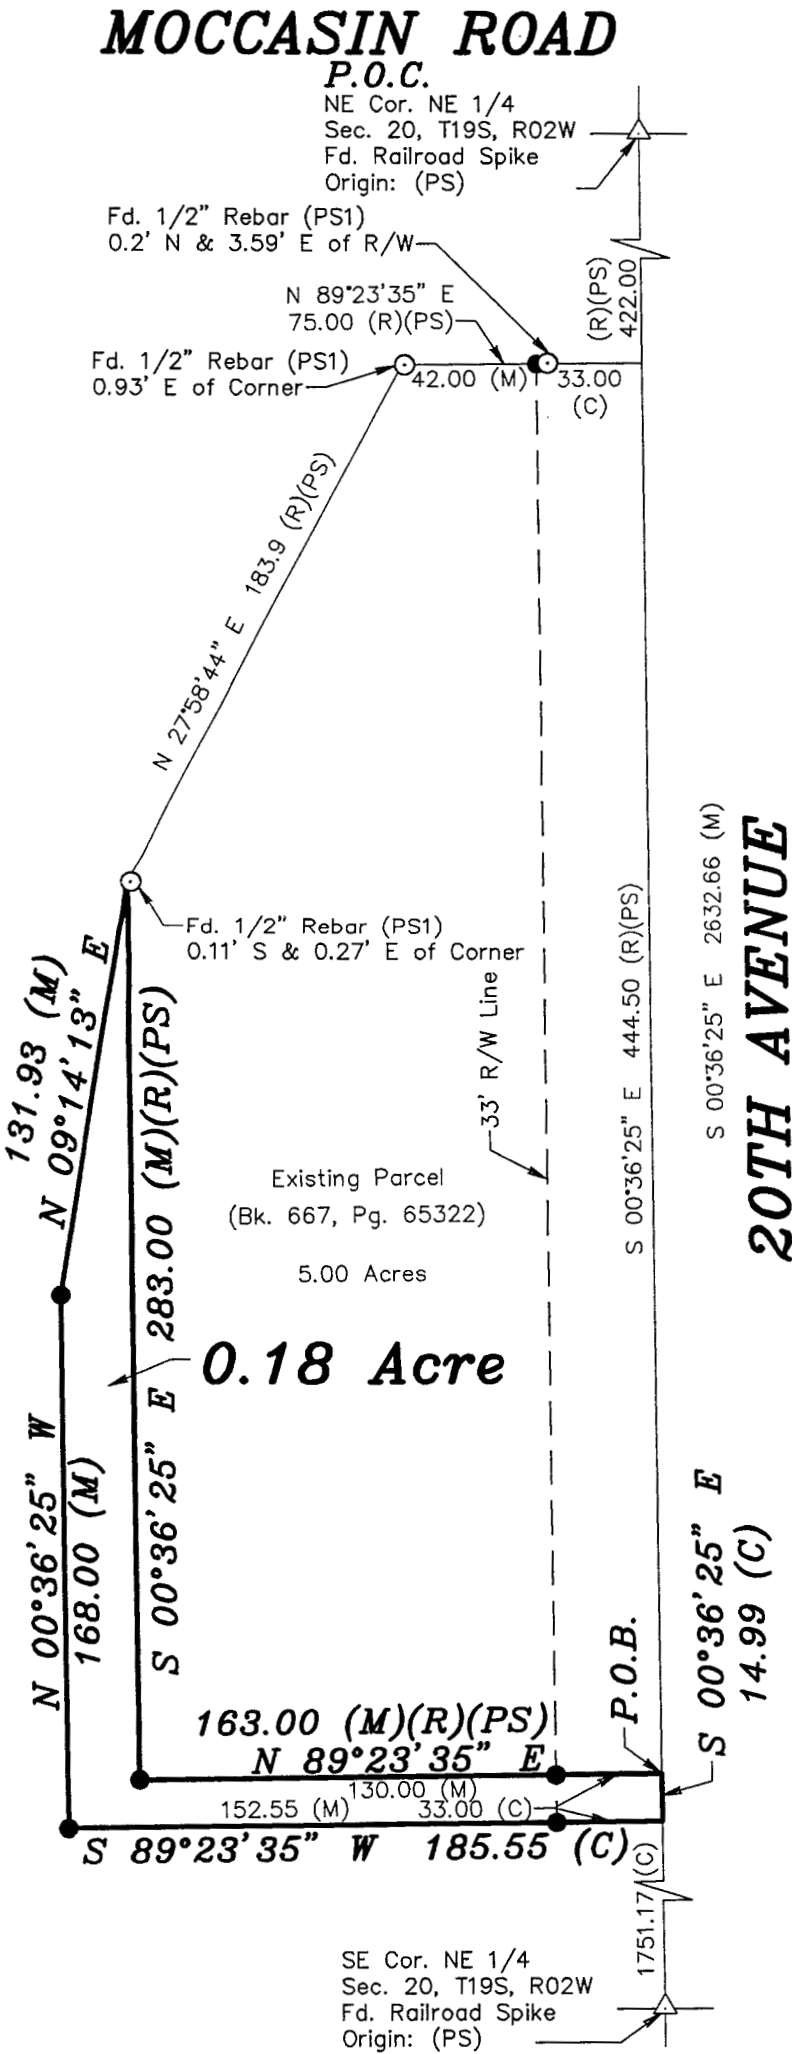 MOCCASIN ROAD
P.O.C.
NE Cor. NE 1/4
Sec. 20, T19S, R02W
Fd. Railroad Spike
Origin: (PS)
Fd. 1/2" Rebar (PS1)
0.2' N & 3.59' E of R/W
(R)(PS)
422.00
N 89°23'35" E
75.00 (R)(PS)
Fd. 1/2" Rebar (PS1)
0.93' E of Corner
42.00 (M)
33.00
(C)
N 27°58'44" E 183.9 (R)(PS)
Fd. 1/2" Rebar (PS1)
0.11' S & 0.27' E of Corner
131.93 (M)
N 09°14'13" E
S 00°36'25" E 283.00 (M)(R)(PS)
33' R/W Line
S 00°36'25" E 444.50 (R)(PS)
S 00°36'25" E 2632.66 (M)
20TH AVENUE
Existing Parcel
(Bk. 667, Pg. 65322)
5.00 Acres
0.18 Acre
N 00°36'25" W
168.00 (M)
P.O.B.
S 00°36'25" E
14.99 (C)
163.00 (M)(R)(PS)
N 89°23'35" E
130.00 (M)
152.55 (M)
33.00 (C)
S 89°23'35" W 185.55 (C)
1751.17 (C)
SE Cor. NE 1/4
Sec. 20, T19S, R02W
Fd. Railroad Spike
Origin: (PS)